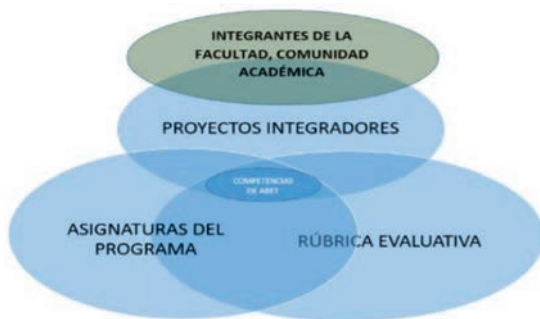 INTEGRANTES DE LA
FACULTAD, COMUNIDAD
ACADÉMICA
PROYECTOS INTEGRADORES
COMPETENCIAS
DE ABET
ASIGNATURAS DEL
PROGRAMA
RÚBRICA EVALUATIVA